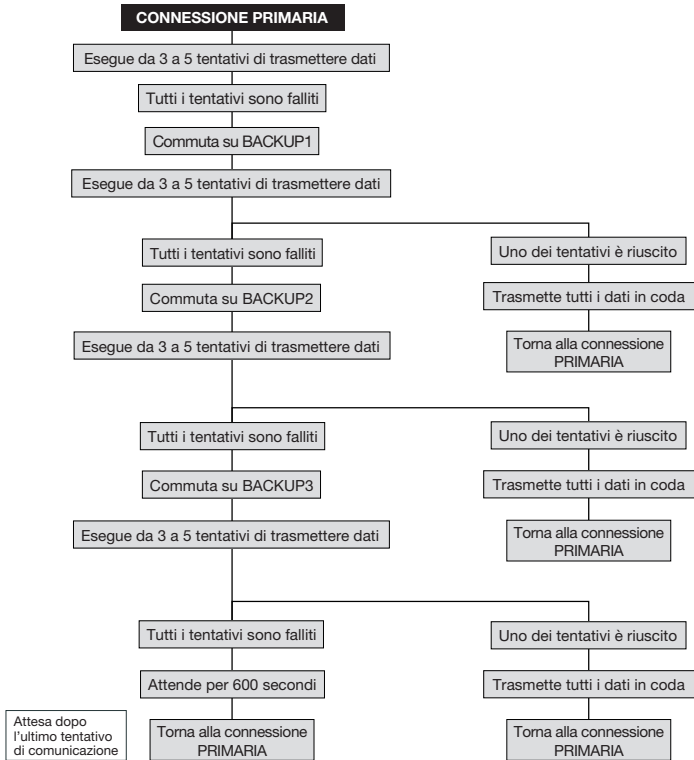 CONNESSIONE PRIMARIA
Esegue da 3 a 5 tentativi di trasmettere dati
Tutti i tentativi sono falliti
Commuta su BACKUP1
Esegue da 3 a 5 tentativi di trasmettere dati
Tutti i tentativi sono falliti
Uno dei tentativi è riuscito
Commuta su BACKUP2
Trasmette tutti i dati in coda
Esegue da 3 a 5 tentativi di trasmettere dati
Torna alla connessione
PRIMARIA
Tutti i tentativi sono falliti
Uno dei tentativi è riuscito
Commuta su BACKUP3
Trasmette tutti i dati in coda
Esegue da 3 a 5 tentativi di trasmettere dati
Torna alla connessione
PRIMARIA
Tutti i tentativi sono falliti
Uno dei tentativi è riuscito
Attende per 600 secondi
Trasmette tutti i dati in coda
Attesa dopo
l'ultimo tentativo
di comunicazione
Torna alla connessione
PRIMARIA
Torna alla connessione
PRIMARIA